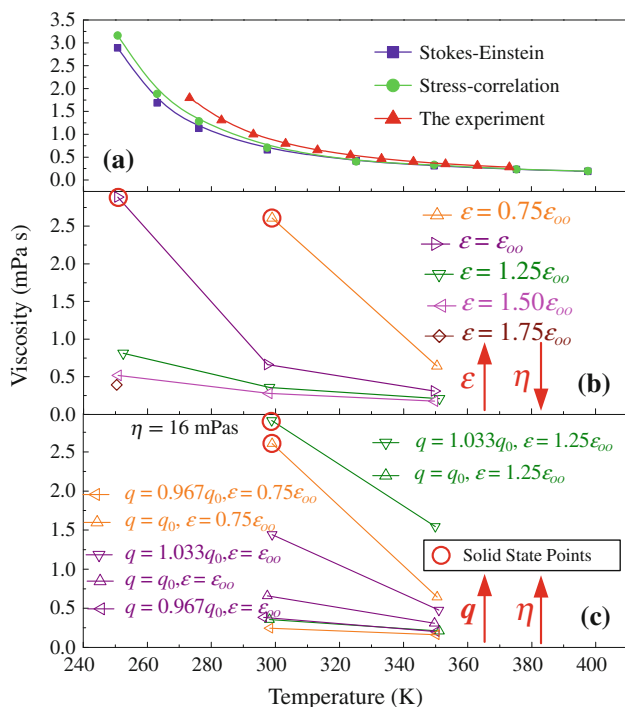 3.5
3.0
2.5
2.0
1.5
1.0
0.5
0.0
Stokes-Einstein
Stress-correlation
The experiment
(a)
Viscosity (mPa s)
2.5
2.0
1.5
1.0
0.5
0.0
ε = 0.75ε_oo
ε = ε_oo
ε = 1.25ε_oo
ε = 1.50ε_oo
ε = 1.75ε_oo
ε η
(b)
2.5
2.0
1.5
1.0
0.5
0.0
η = 16 mPas
q = 1.033q_0, ε = 1.25ε_oo
q = q_0, ε = 1.25ε_oo
q = 0.967q_0, ε = 0.75ε_oo
q = q_0, ε = 0.75ε_oo
q = 1.033q_0, ε = ε_oo
q = q_0, ε = ε_oo
q = 0.967q_0, ε = ε_oo
Solid State Points
q η
(c)
240 260 280 300 320 340 360 380 400
Temperature (K)